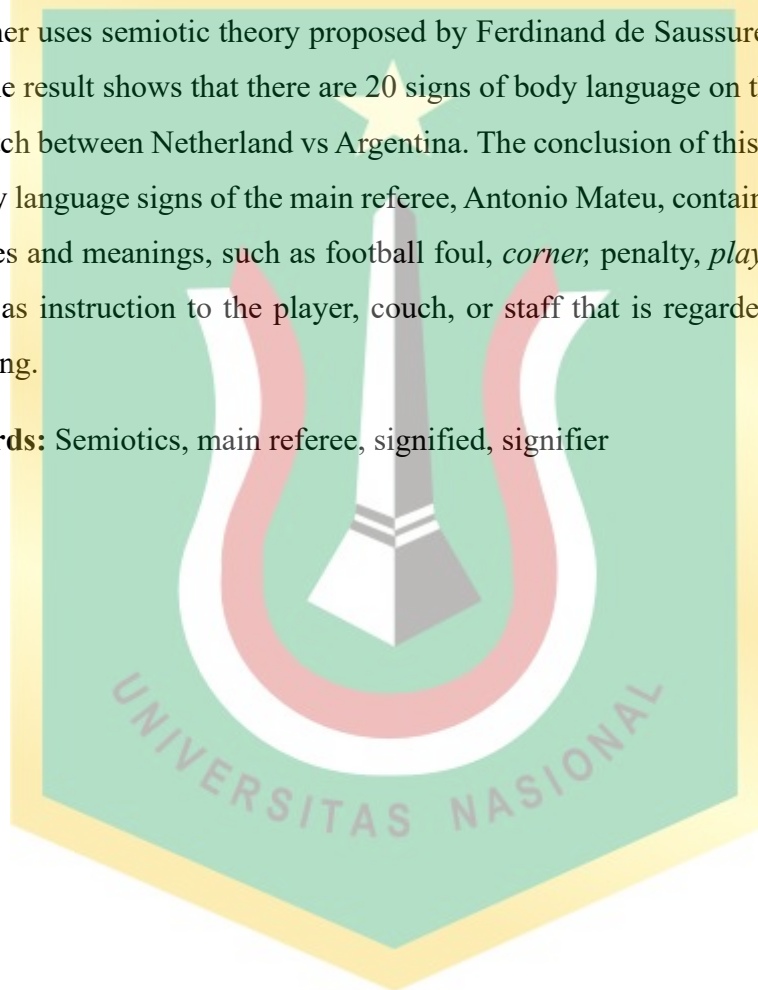 er uses semiotic theory proposed by Ferdinand de Saussure
e result shows that there are 20 signs of body language on t
ch between Netherland vs Argentina. The conclusion of this
y language signs of the main referee, Antonio Mateu, contain
es and meanings, such as football foul, corner, penalty, play
as instruction to the player, couch, or staff that is regarde
ng.
rds: Semiotics, main referee, signified, signifier
UNIVERSITAS NASIONAL